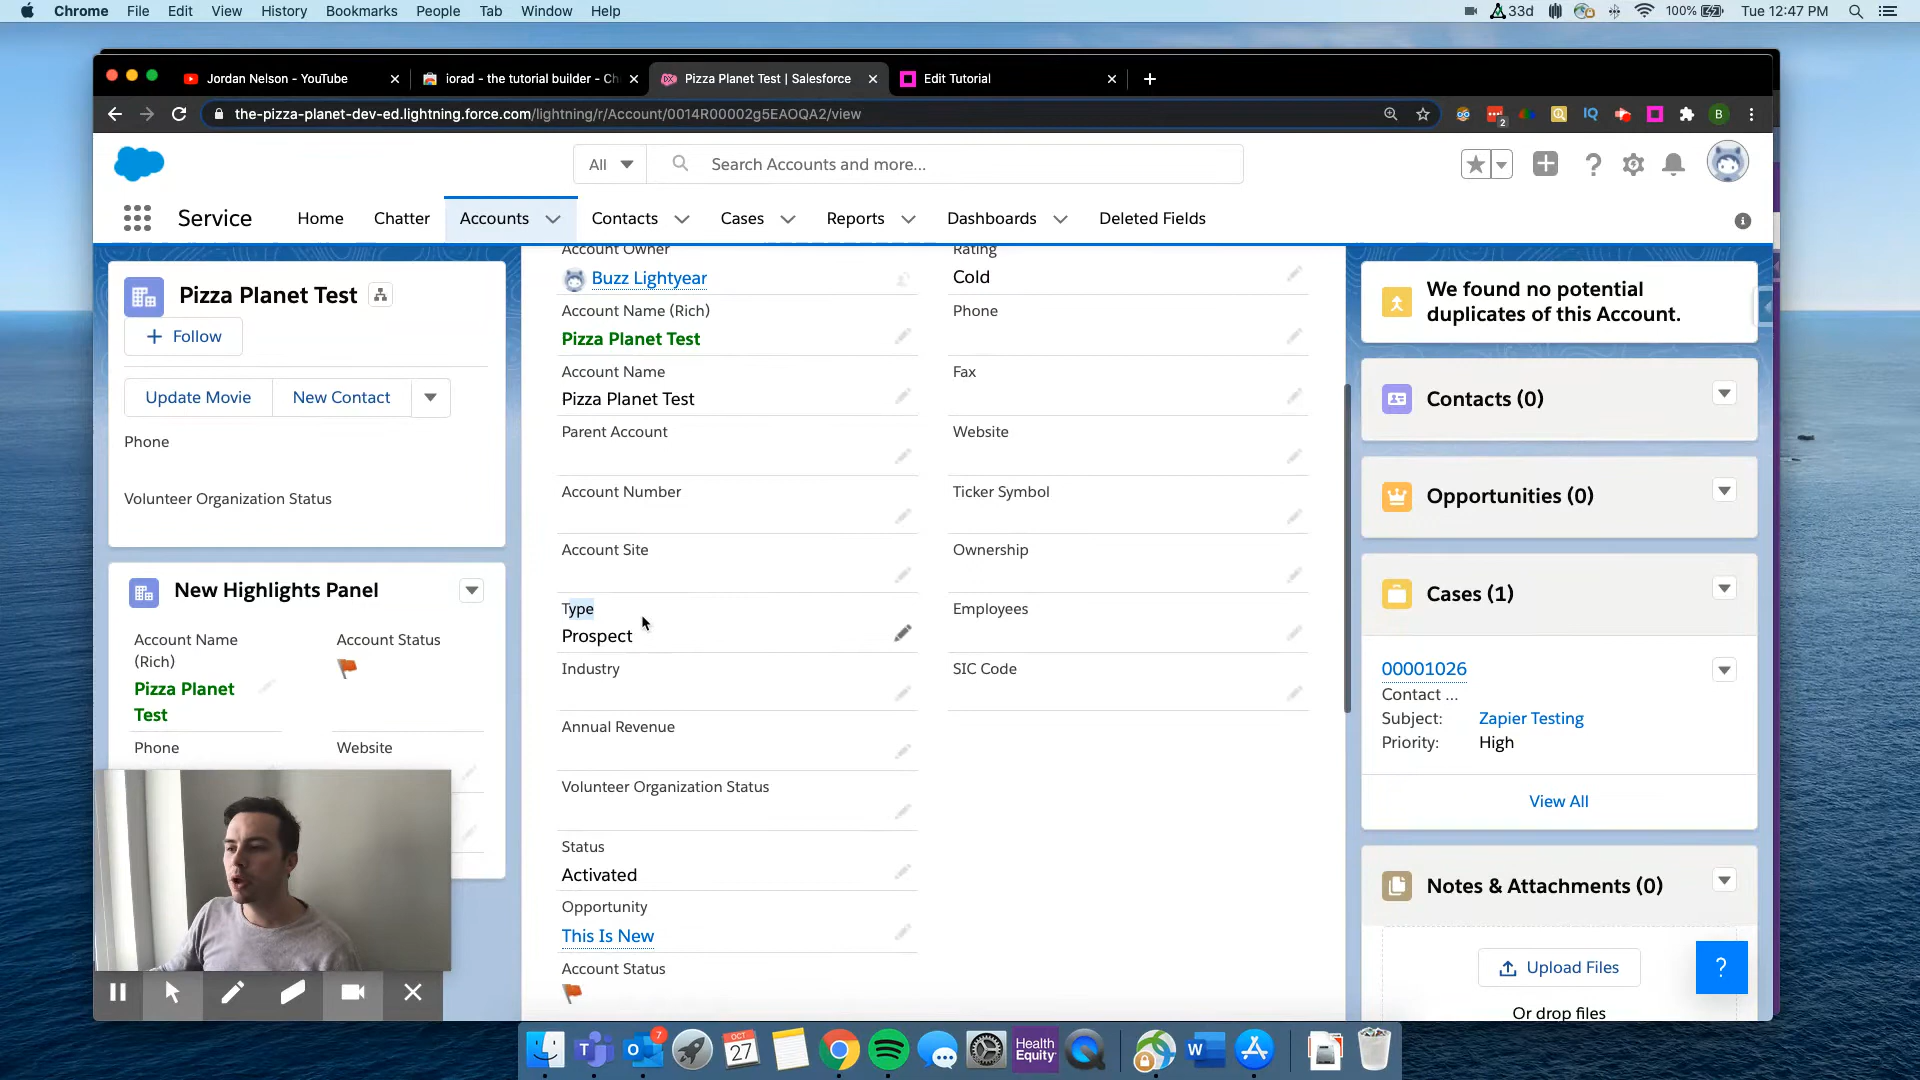 Chrome File Edit View History Bookmarks People Tab Window Help
33d 100% Tue 12:47 PM
Jordan Nelson - YouTube
iorad - the tutorial builder - Ch
Pizza Planet Test | Salesforce
Edit Tutorial
the-pizza-planet-dev-ed.lightning.force.com/lightning/r/Account/0014R00002g5EAOQA2/view
2 IQ B
All Search Accounts and more...
Service Home Chatter Accounts Contacts Cases Reports Dashboards Deleted Fields
Pizza Planet Test
+ Follow
Update Movie New Contact
Phone
Volunteer Organization Status
New Highlights Panel
Account Name
(Rich)
Pizza Planet
Test
Account Status
Phone
Website
Account Owner
Buzz Lightyear
Account Name (Rich)
Pizza Planet Test
Account Name
Pizza Planet Test
Parent Account
Account Number
Account Site
Type
Prospect
Industry
Annual Revenue
Volunteer Organization Status
Status
Activated
Opportunity
This Is New
Account Status
Rating
Cold
Phone
Fax
Website
Ticker Symbol
Ownership
Employees
SIC Code
We found no potential
duplicates of this Account.
Contacts (0)
Opportunities (0)
Cases (1)
00001026
Contact ...
Subject: Zapier Testing
Priority: High
View All
Notes & Attachments (0)
Upload Files
Or drop files
?
7
OCT
27
Health
Equity
W